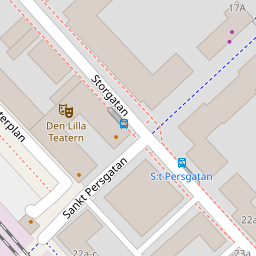 17A
Storgatan
Den Lilla
Teatern
S:t Persgatan
Sankt Persgatan
22a
22a-c
23a